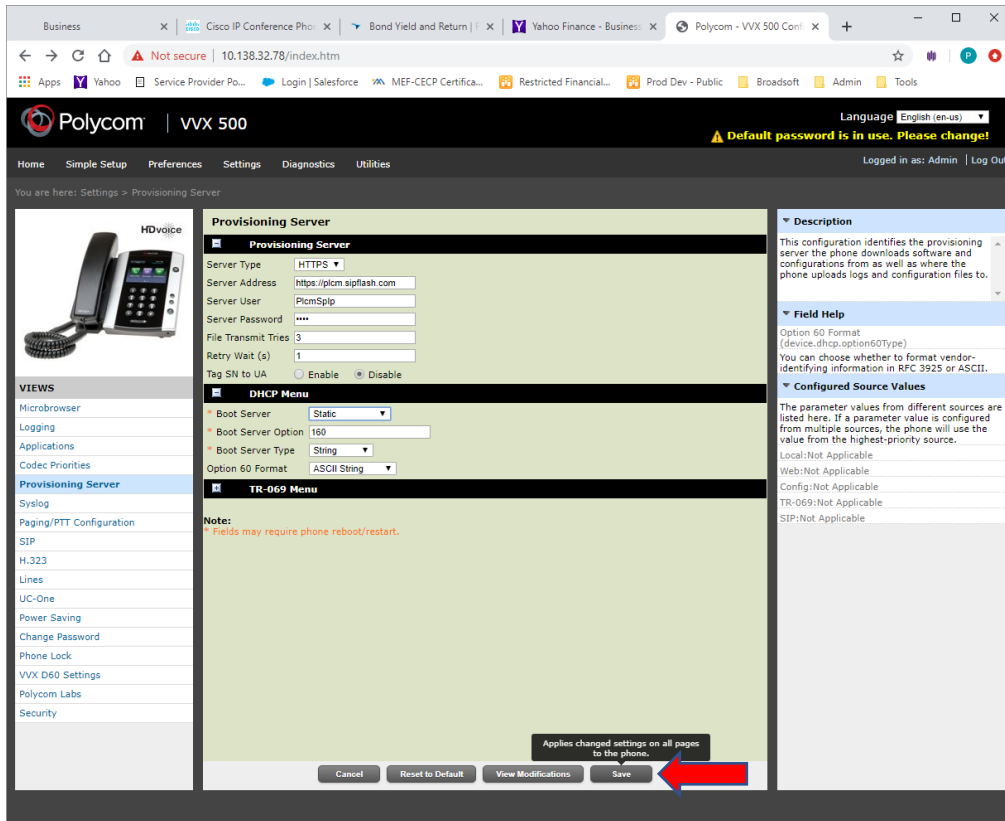 Business
Cisco IP Conference Phon
Bond Yield and Return | F
Yahoo Finance - Business
Polycom - VVX 500 Conf
Not secure | 10.138.32.78/index.htm
Apps Yahoo Service Provider Po... Login | Salesforce MEF-CECP Certifica... Restricted Financial... Prod Dev - Public Broadsoft Admin Tools
Polycom | VVX 500
Language English (en-us)
Default password is in use. Please change!
Home Simple Setup Preferences Settings Diagnostics Utilities
Logged in as: Admin | Log Out
You are here: Settings > Provisioning Server
HDvoice
VIEWS
Microbrowser
Logging
Applications
Codec Priorities
Provisioning Server
Syslog
Paging/PTT Configuration
SIP
H.323
Lines
UC-One
Power Saving
Change Password
Phone Lock
VVX D60 Settings
Polycom Labs
Security
Provisioning Server
Provisioning Server
Server Type HTTPS
Server Address https://plcm.sipflash.com
Server User PlcmSpIp
Server Password ••••
File Transmit Tries 3
Retry Wait (s) 1
Tag SN to UA Enable Disable
DHCP Menu
* Boot Server Static
* Boot Server Option 160
* Boot Server Type String
Option 60 Format ASCII String
TR-069 Menu
Note:
* Fields may require phone reboot/restart.
Applies changed settings on all pages
to the phone.
Cancel Reset to Default View Modifications Save
Description
This configuration identifies the provisioning
server the phone downloads software and
configurations from as well as where the
phone uploads logs and configuration files to.
Field Help
Option 60 Format
(device.dhcp.option60Type)
You can choose whether to format vendor-
identifying information in RFC 3925 or ASCII.
Configured Source Values
The parameter values from different sources are
listed here. If a parameter value is configured
from multiple sources, the phone will use the
value from the highest-priority source.
Local:Not Applicable
Web:Not Applicable
Config:Not Applicable
TR-069:Not Applicable
SIP:Not Applicable